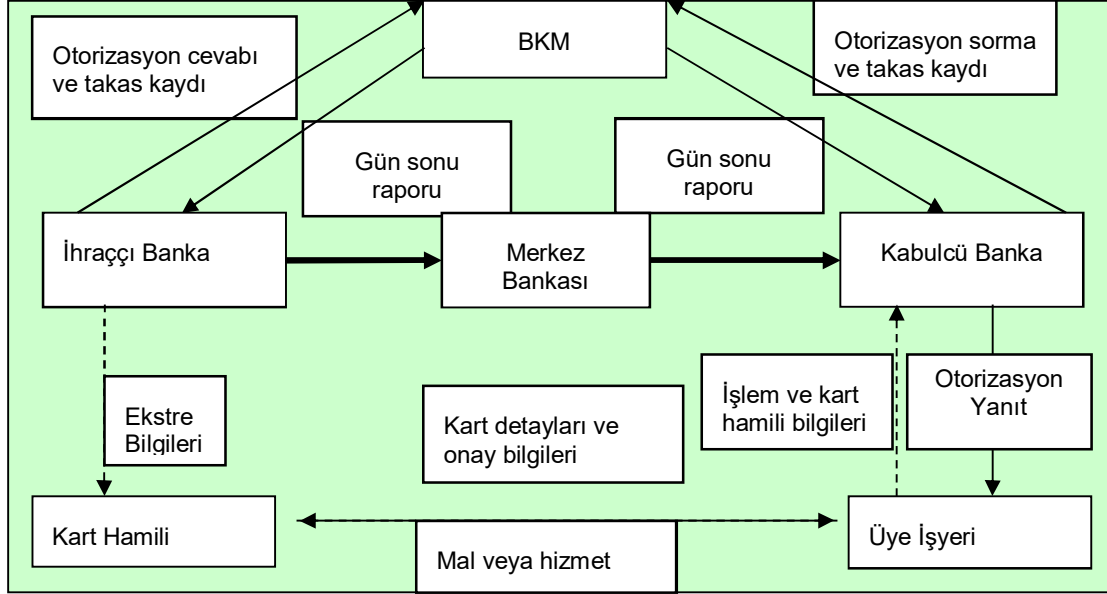 Otorizasyon cevabı
ve takas kaydı
BKM
Otorizasyon sorma
ve takas kaydı
Gün sonu
raporu
Gün sonu
raporu
İhraççı Banka
Merkez
Bankası
Kabulcü Banka
Ekstre
Bilgileri
Kart detayları ve
onay bilgileri
İşlem ve kart
hamili bilgileri
Otorizasyon
Yanıt
Kart Hamili
Mal veya hizmet
Üye İşyeri